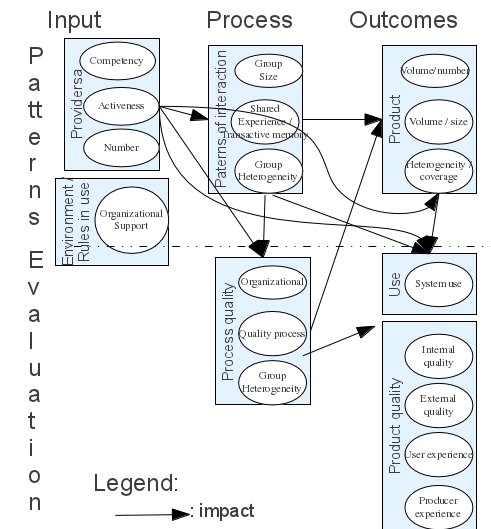 Input
Process
Outcomes
Patterns
Evaluation
Providersa
Competency
Activeness
Number
Environment /
Rules in use
Organizational
Support
Paterns of interaction
Group
Size
Shared
Experience /
Transactive memory
Group
Heterogeneity
Product
Volume/number
Volume / size
Heterogeneity /
coverage
Process quality
Organizational
Quality process
Group
Heterogeneity
Use
System use
Product quality
Internal
quality
External
quality
User experience
Producer
experience
Legend:
: impact